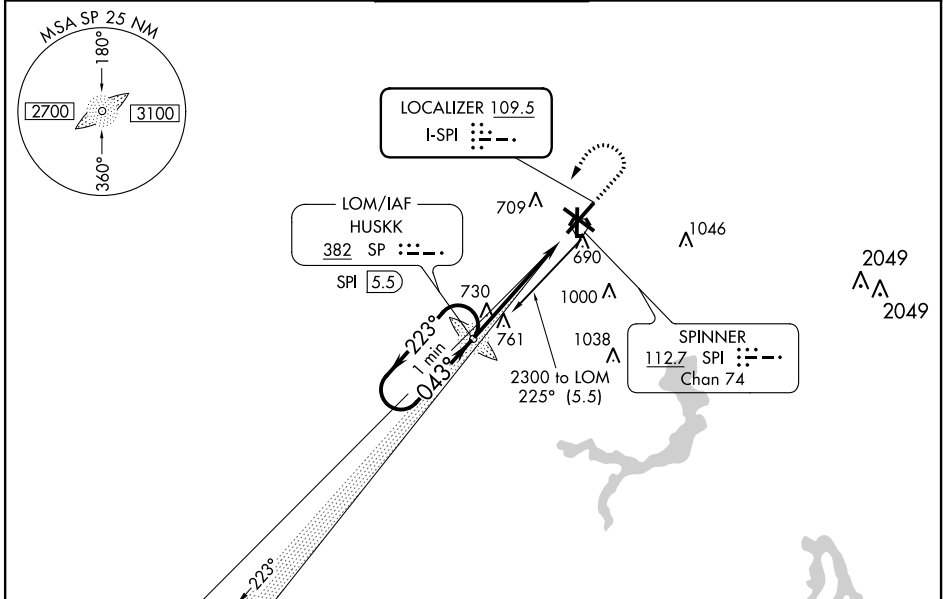 MSA SP 25 NM
180°
2700
3100
360°
LOCALIZER 109.5
I-SPI
LOM/IAF
HUSKK
382 SP
SPI 5.5
709
690
1046
2049
2049
730
761
1000
1038
SPINNER
112.7 SPI
Chan 74
223°
1 min
043°
2300 to LOM
225° (5.5)
223°